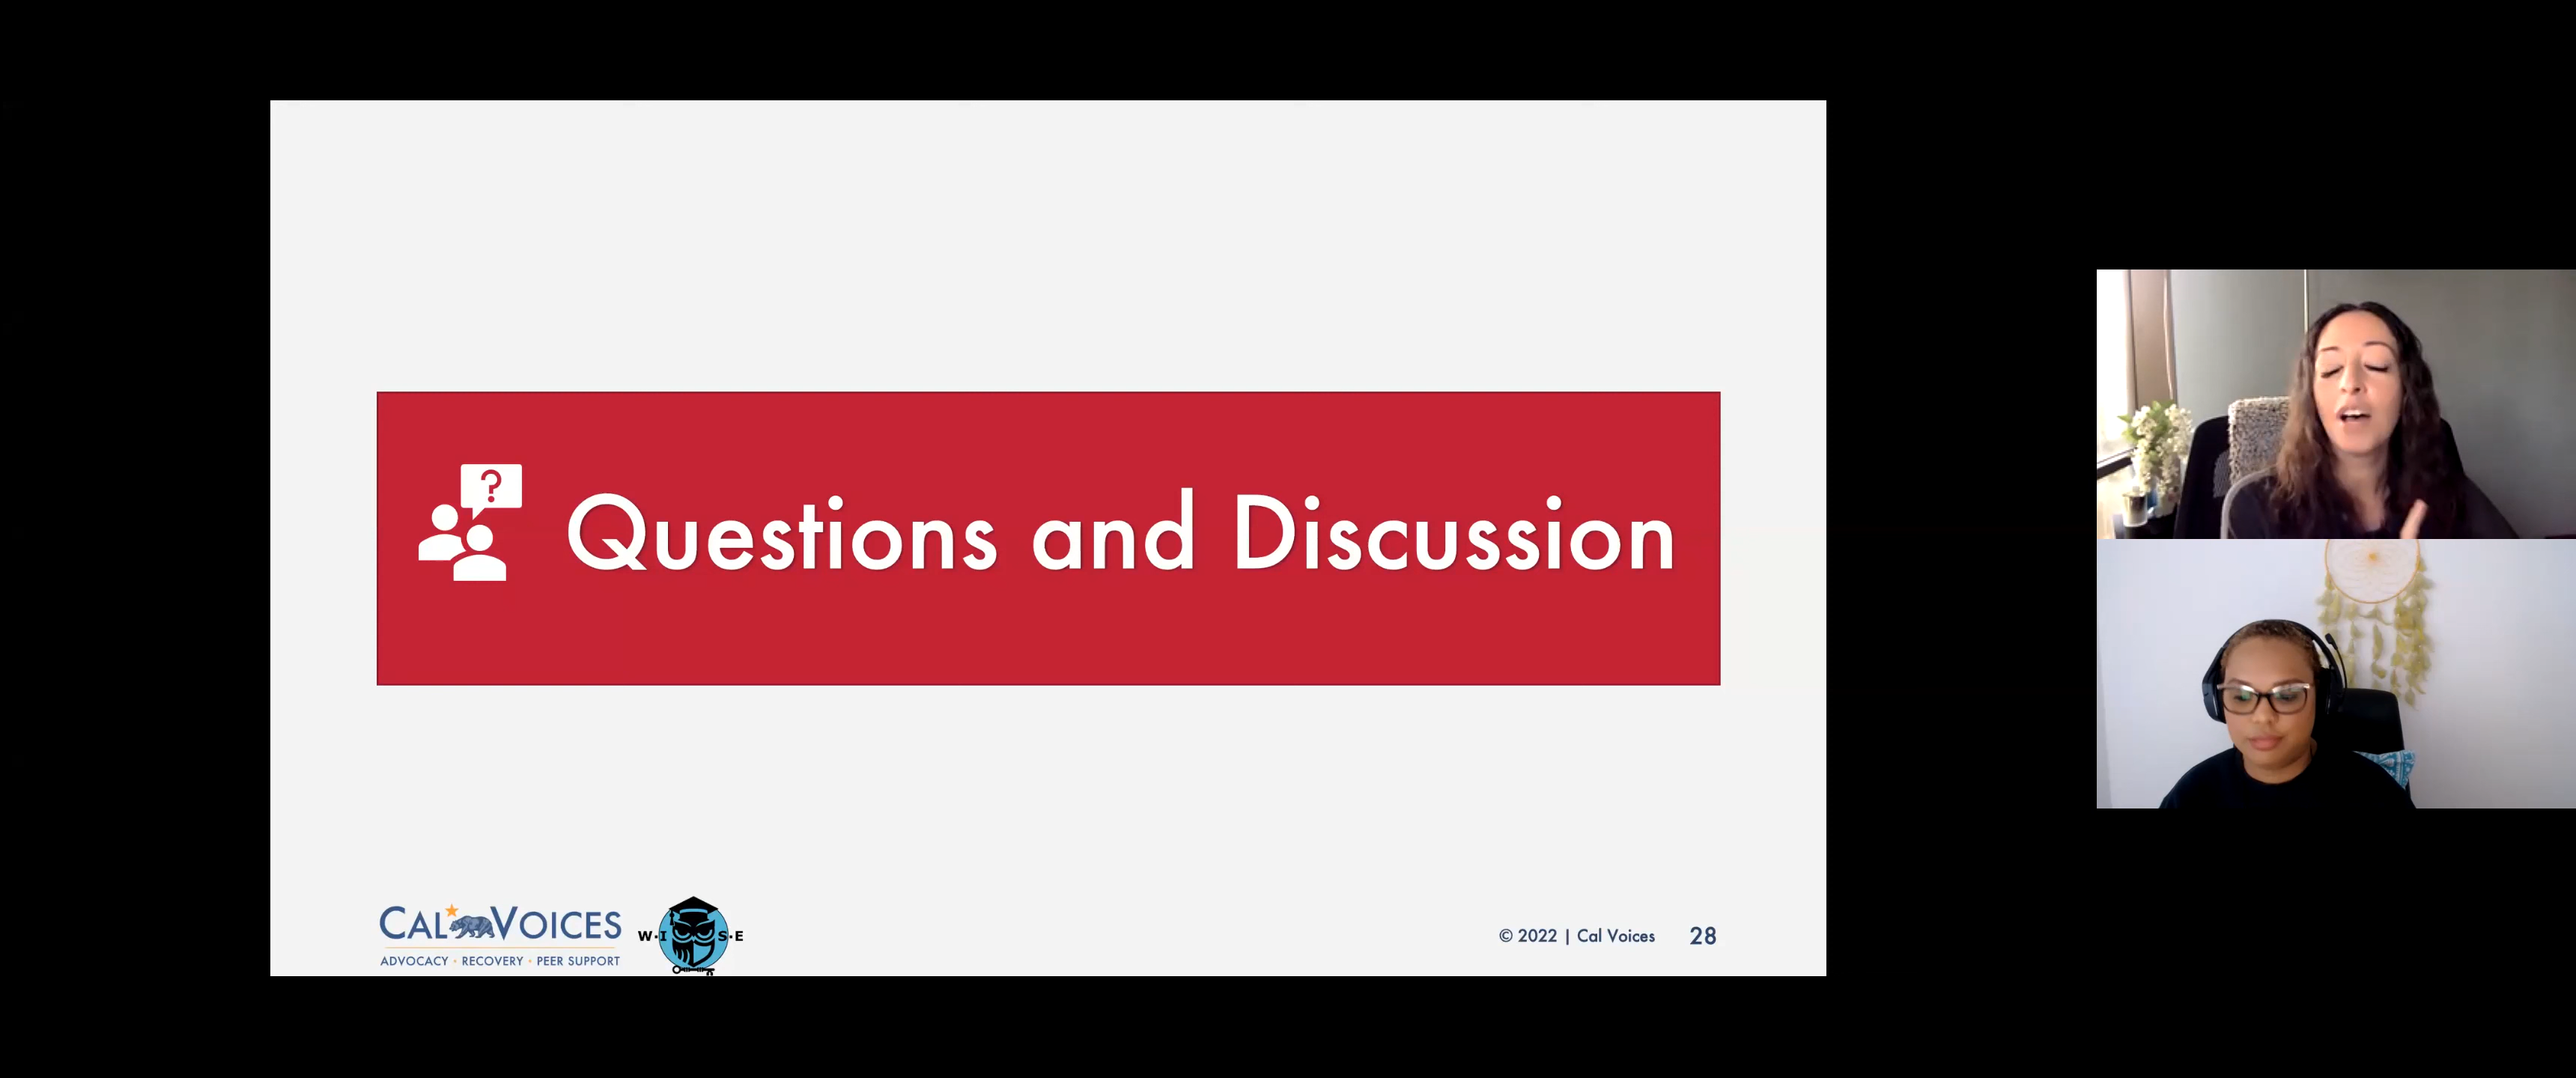 ?
Questions and Discussion
CAL VOICES
ADVOCACY • RECOVERY • PEER SUPPORT
W·I S·E
© 2022 | Cal Voices 28